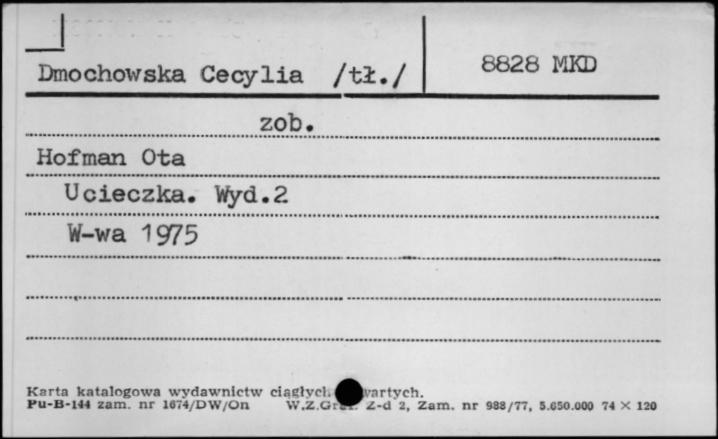 Dmochowska Cecylia /tł./ 8828 MKD
zob.
Hofman Ota
Ucieczka. Wyd.2
W-wa 1975
Karta katalogowa wydawnictw ciągłych
Pu-B-144 zam. nr 1674/DW/On W.Z.Graf. Z-d 2, Zam. nr 988/77, 5.650.000 74 × 120